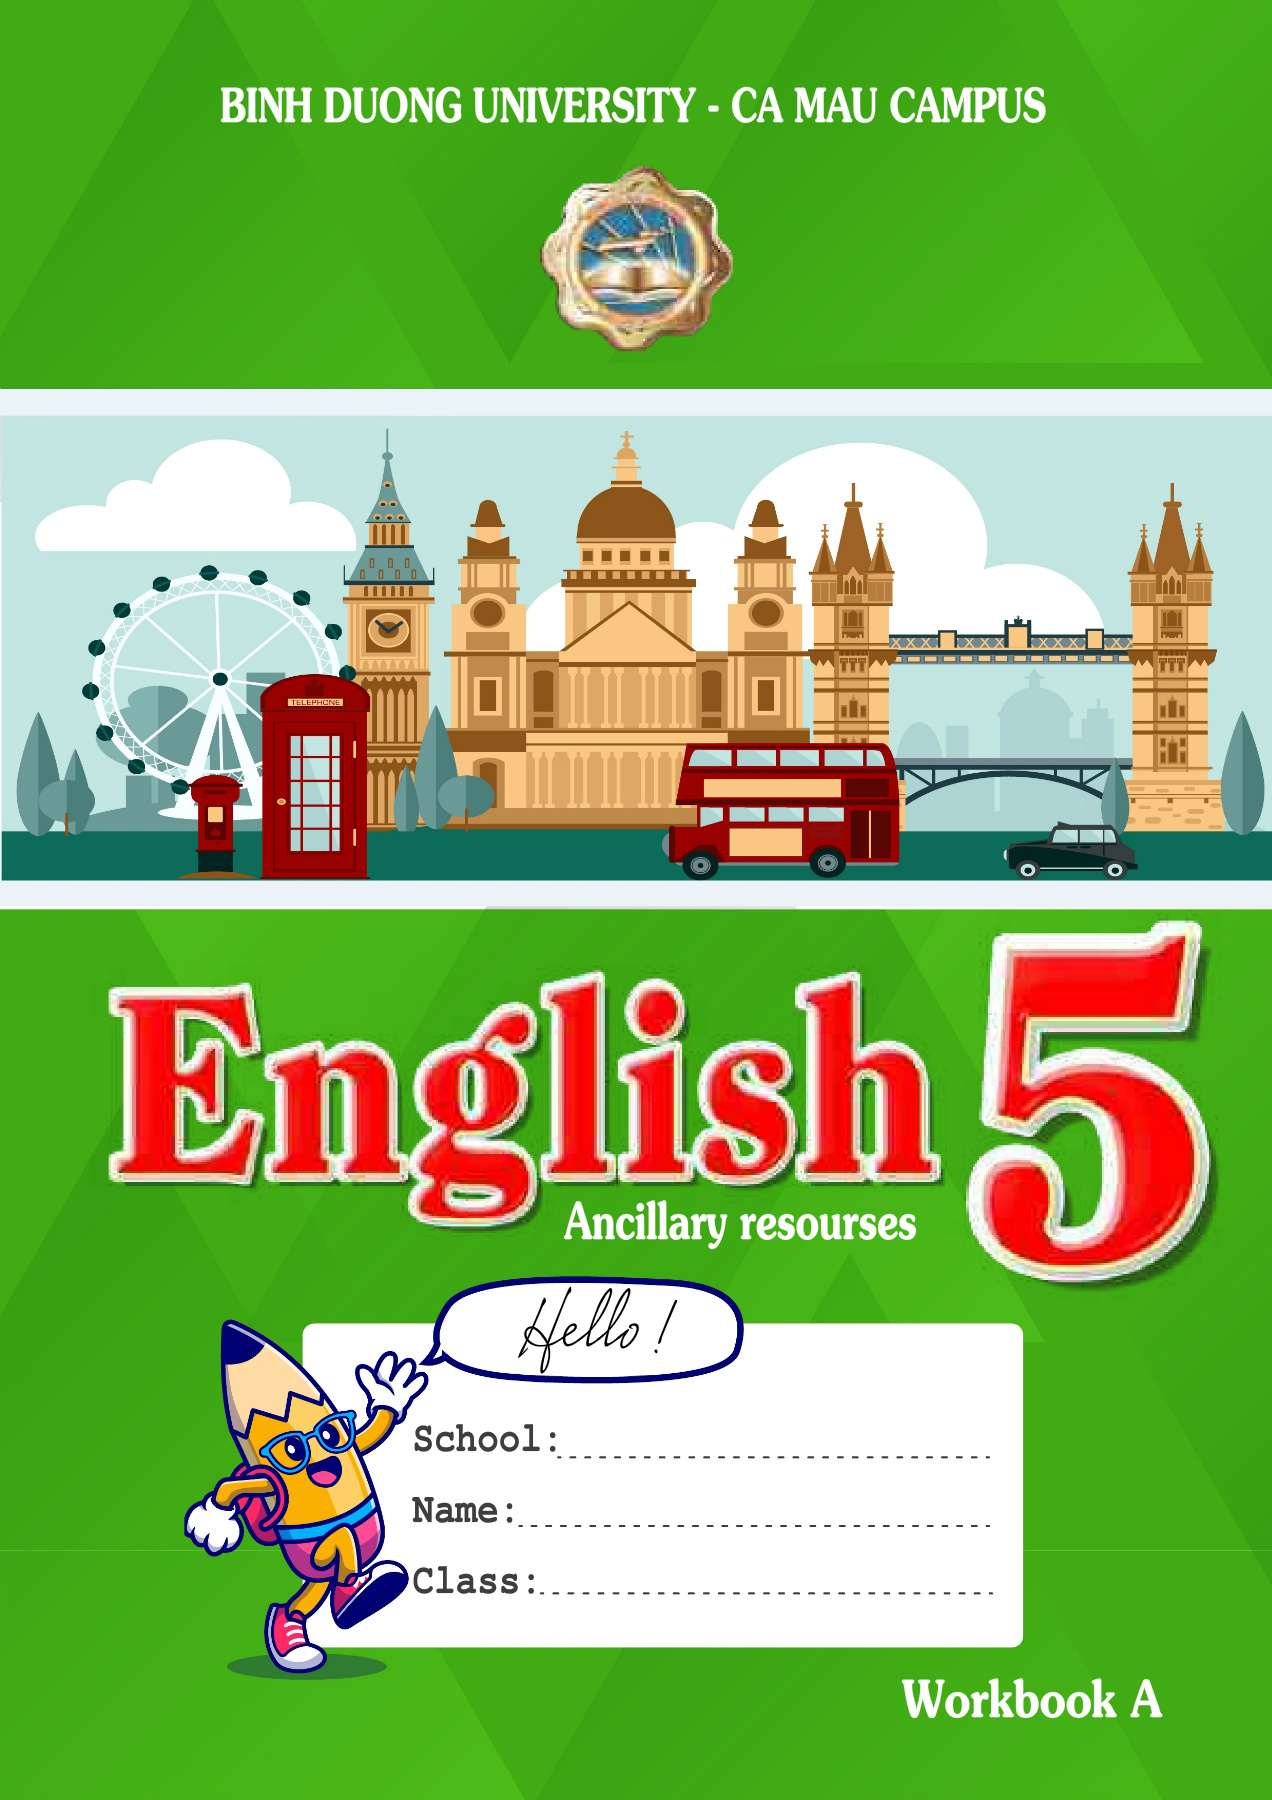 BINH DUONG UNIVERSITY - CA MAU CAMPUS
TELEPHONE
English 5
Ancillary resourses
Hello !
School:
Name:
Class:
Workbook A